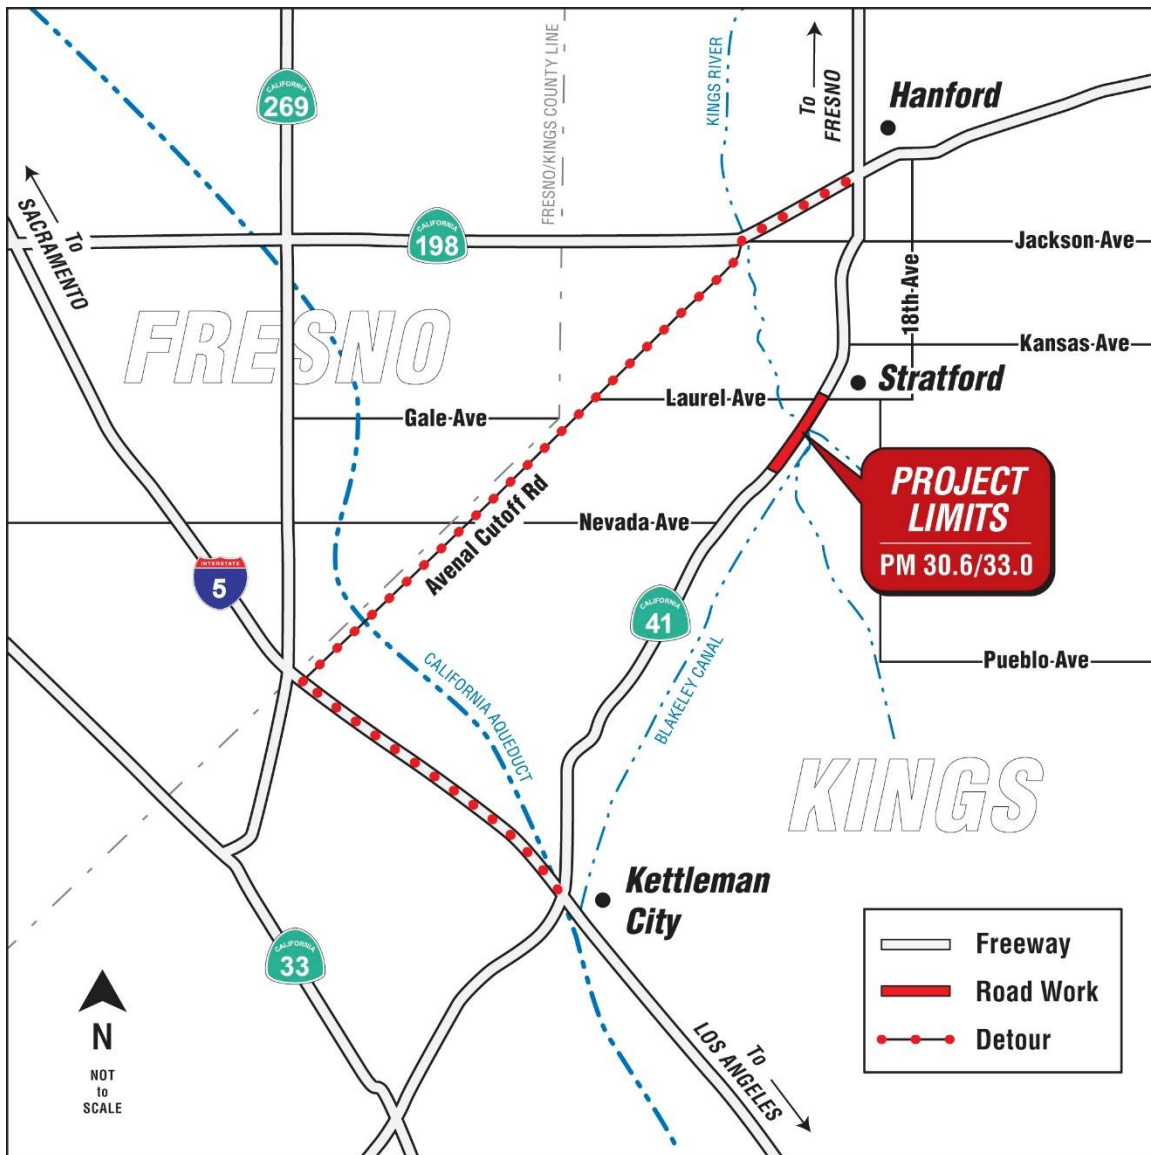 CALIFORNIA
269
FRESNO/KINGS COUNTY LINE
KINGS RIVER
To
FRESNO
Hanford
To
SACRAMENTO
CALIFORNIA
198
Jackson Ave
18th Ave
FRESNO
Kansas Ave
Stratford
Gale Ave
Laurel Ave
PROJECT
LIMITS
PM 30.6/33.0
Avenal Cutoff Rd
Nevada Ave
INTERSTATE
5
CALIFORNIA
41
CALIFORNIA AQUEDUCT
BLAKELEY CANAL
Pueblo Ave
KINGS
Kettleman
City
CALIFORNIA
33
N
NOT
to
SCALE
To
LOS ANGELES
Freeway
Road Work
Detour